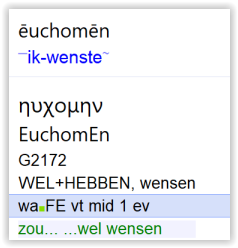 ēuchomēn
¯ik-wenste~
ηυχομην
EuchomEn
G2172
WEL+HEBBEN, wensen
wa.FE vt mid 1 ev
zou... ...wel wensen